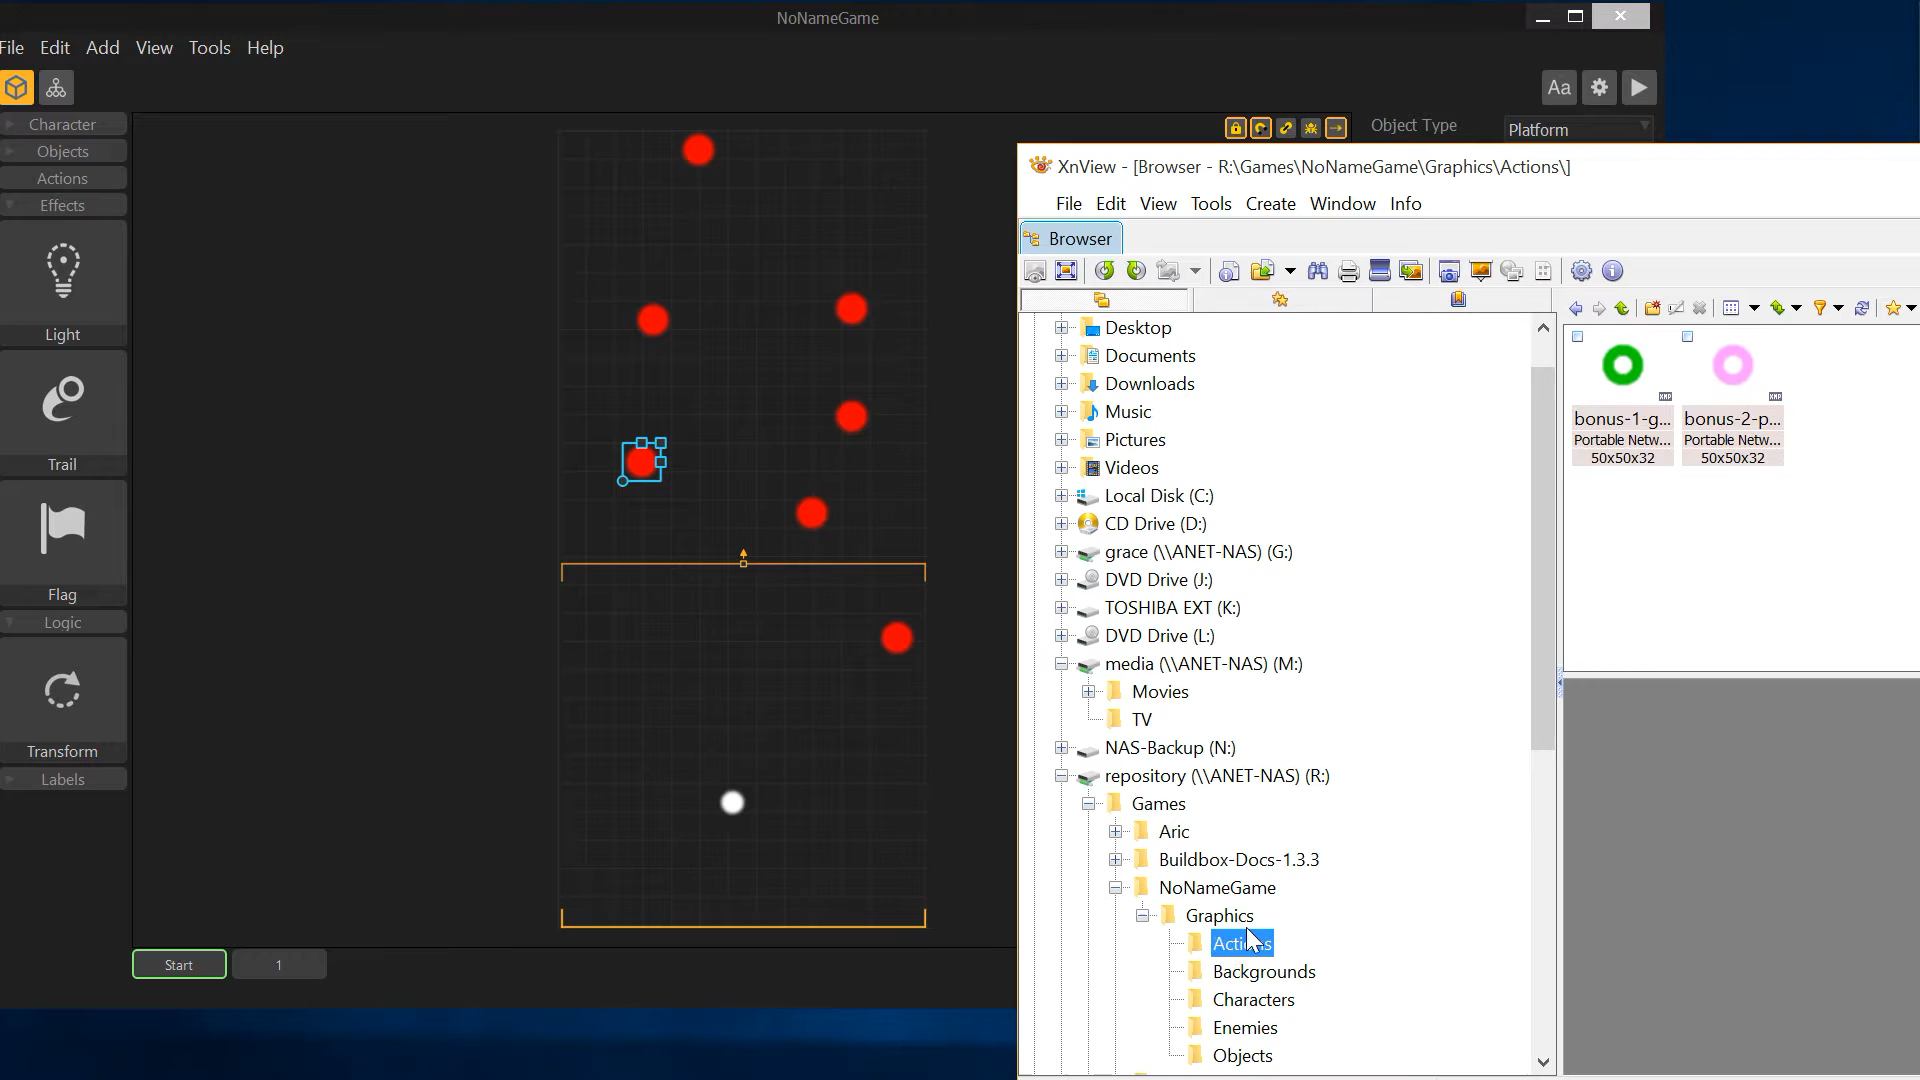 NoNameGame
File Edit Add View Tools Help
Aa
Character
Objects
Actions
Effects
Light
Trail
Flag
Logic
Transform
Labels
Object Type
Platform
Start
1
XnView - [Browser - R:\Games\NoNameGame\Graphics\Actions\]
File Edit View Tools Create Window Info
Browser
Desktop
Documents
Downloads
Music
Pictures
Videos
Local Disk (C:)
CD Drive (D:)
grace (\\ANET-NAS) (G:)
DVD Drive (J:)
TOSHIBA EXT (K:)
DVD Drive (L:)
media (\\ANET-NAS) (M:)
Movies
TV
NAS-Backup (N:)
repository (\\ANET-NAS) (R:)
Games
Aric
Buildbox-Docs-1.3.3
NoNameGame
Graphics
Actions
Backgrounds
Characters
Enemies
Objects
XMP XMP
bonus-1-g... bonus-2-p...
Portable Netw... Portable Netw...
50x50x32 50x50x32